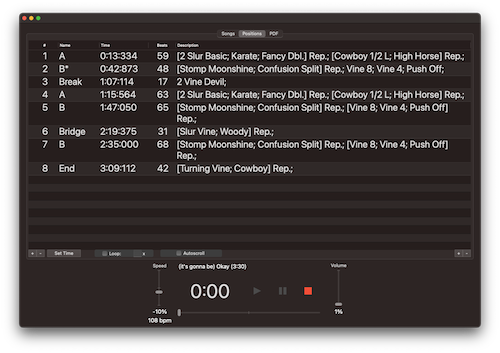 Songs Positions PDF
# Name Time Beats Description
1 A 0:13:334 59 [2 Slur Basic; Karate; Fancy Dbl.] Rep.; [Cowboy 1/2 L; High Horse] Rep.;
2 B* 0:42:873 48 [Stomp Moonshine; Confusion Split] Rep.; Vine 8; Vine 4; Push Off;
3 Break 1:07:114 17 2 Vine Devil;
4 A 1:15:564 63 [2 Slur Basic; Karate; Fancy Dbl.] Rep.; [Cowboy 1/2 L; High Horse] Rep.;
5 B 1:47:050 65 [Stomp Moonshine; Confusion Split] Rep.; [Vine 8; Vine 4; Push Off]
Rep.;
6 Bridge 2:19:375 31 [Slur Vine; Woody] Rep.;
7 B 2:35:000 68 [Stomp Moonshine; Confusion Split] Rep.; [Vine 8; Vine 4; Push Off]
Rep.;
8 End 3:09:112 42 [Turning Vine; Cowboy] Rep.;
+ - Set Time Loop: Autoscroll + -
Speed (it's gonna be) Okay (3:30) Volume
0:00
-10% 1%
108 bpm